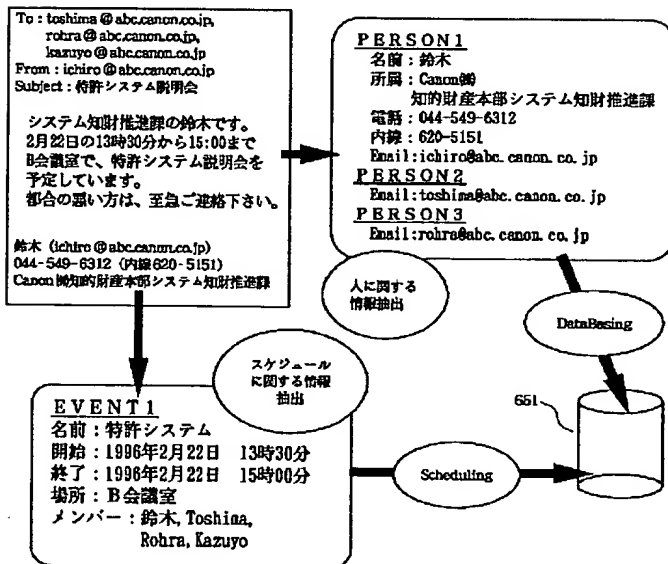 To : toshima @ abc.canon.co.jp,
rohra @ abc.canon.co.jp,
kazuyo @ abc.canon.co.jp
From : ichiro @ abc.canon.co.jp
Subject : 特許システム説明会
システム知財推進課の鈴木です。
2月22日の13時30分から15:00まで
B会議室で、特許システム説明会を
予定しています。
都合の悪い方は、至急ご連絡下さい。
鈴木 (ichiro @ abc.canon.co.jp)
044-549-6312 (内線620-5151)
Canon㈱知的財産本部システム知財推進課
PERSON1
名前：鈴木
所属：Canon㈱
知的財産本部システム知財推進課
電話：044-549-6312
内線：620-5151
Email:ichiro@abc.canon.co.jp
PERSON2
Email:toshima@abc.canon.co.jp
PERSON3
Email:rohra@abc.canon.co.jp
人に関する
情報抽出
DataBasing
スケジュール
に関する情報
抽出
651
EVENT1
名前：特許システム
開始：1996年2月22日 13時30分
終了：1996年2月22日 15時00分
場所：B会議室
メンバー：鈴木, Toshima,
Rohra, Kazuyo
Scheduling